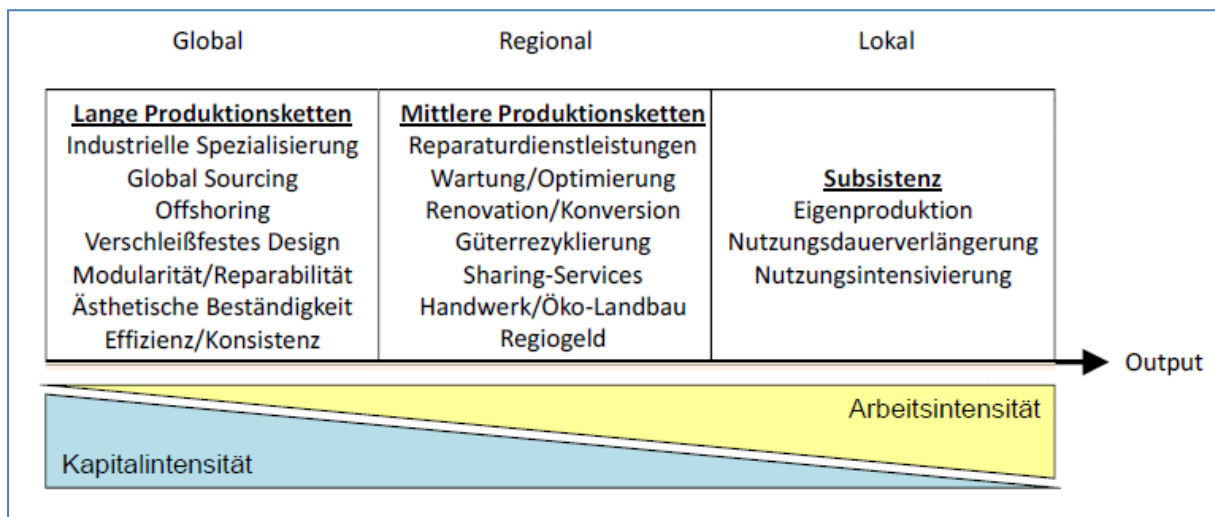 Global
Regional
Lokal
Lange Produktionsketten
Industrielle Spezialisierung
Global Sourcing
Offshoring
Verschleißfestes Design
Modularität/Reparabilität
Ästhetische Beständigkeit
Effizienz/Konsistenz
Mittlere Produktionsketten
Reparaturdienstleistungen
Wartung/Optimierung
Renovation/Konversion
Güterrezyklierung
Sharing-Services
Handwerk/Öko-Landbau
Regiogeld
Subsistenz
Eigenproduktion
Nutzungsdauerverlängerung
Nutzungsintensivierung
Output
Arbeitsintensität
Kapitalintensität